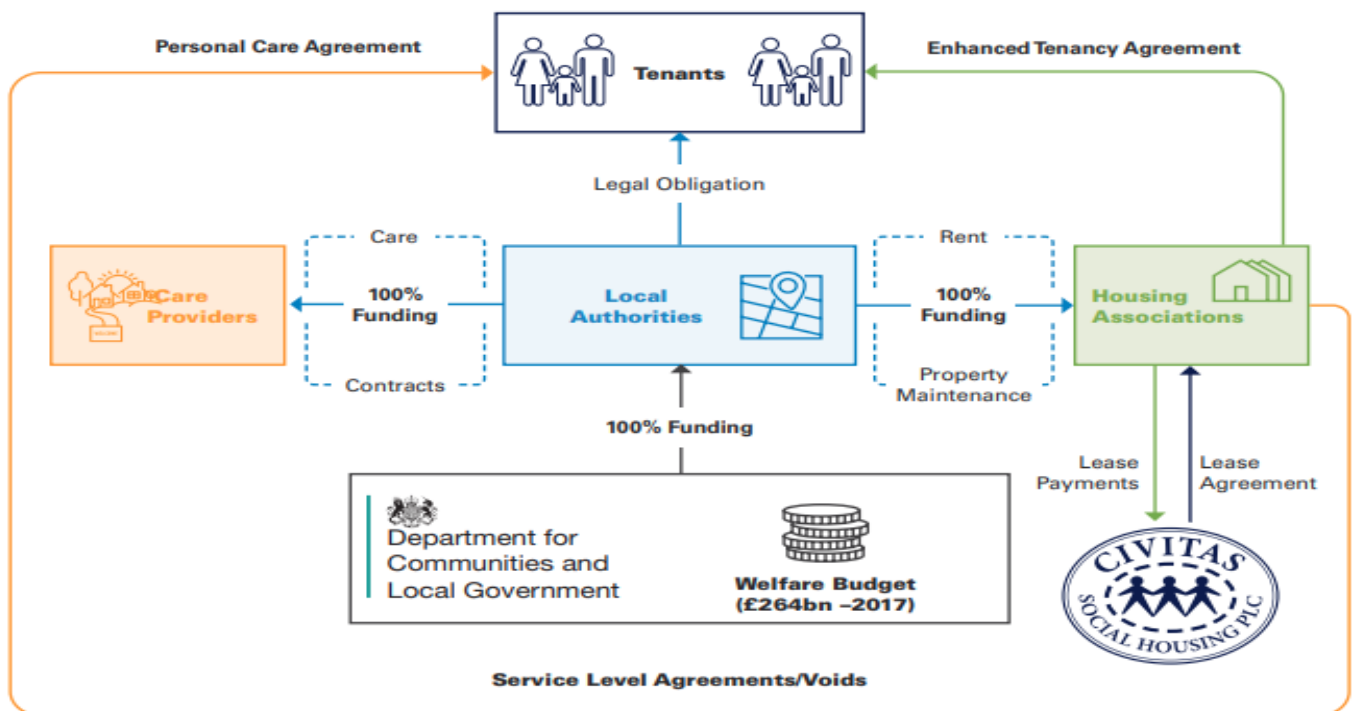 Personal Care Agreement
Enhanced Tenancy Agreement
Tenants
Legal Obligation
Care
Rent
Care
Providers
100%
Funding
Local
Authorities
100%
Funding
Housing
Associations
Contracts
Property
Maintenance
100% Funding
Lease
Payments
Lease
Agreement
Department for
Communities and
Local Government
Welfare Budget
(£264bn –2017)
CIVITAS
SOCIAL HOUSING PLC
Service Level Agreements/Voids